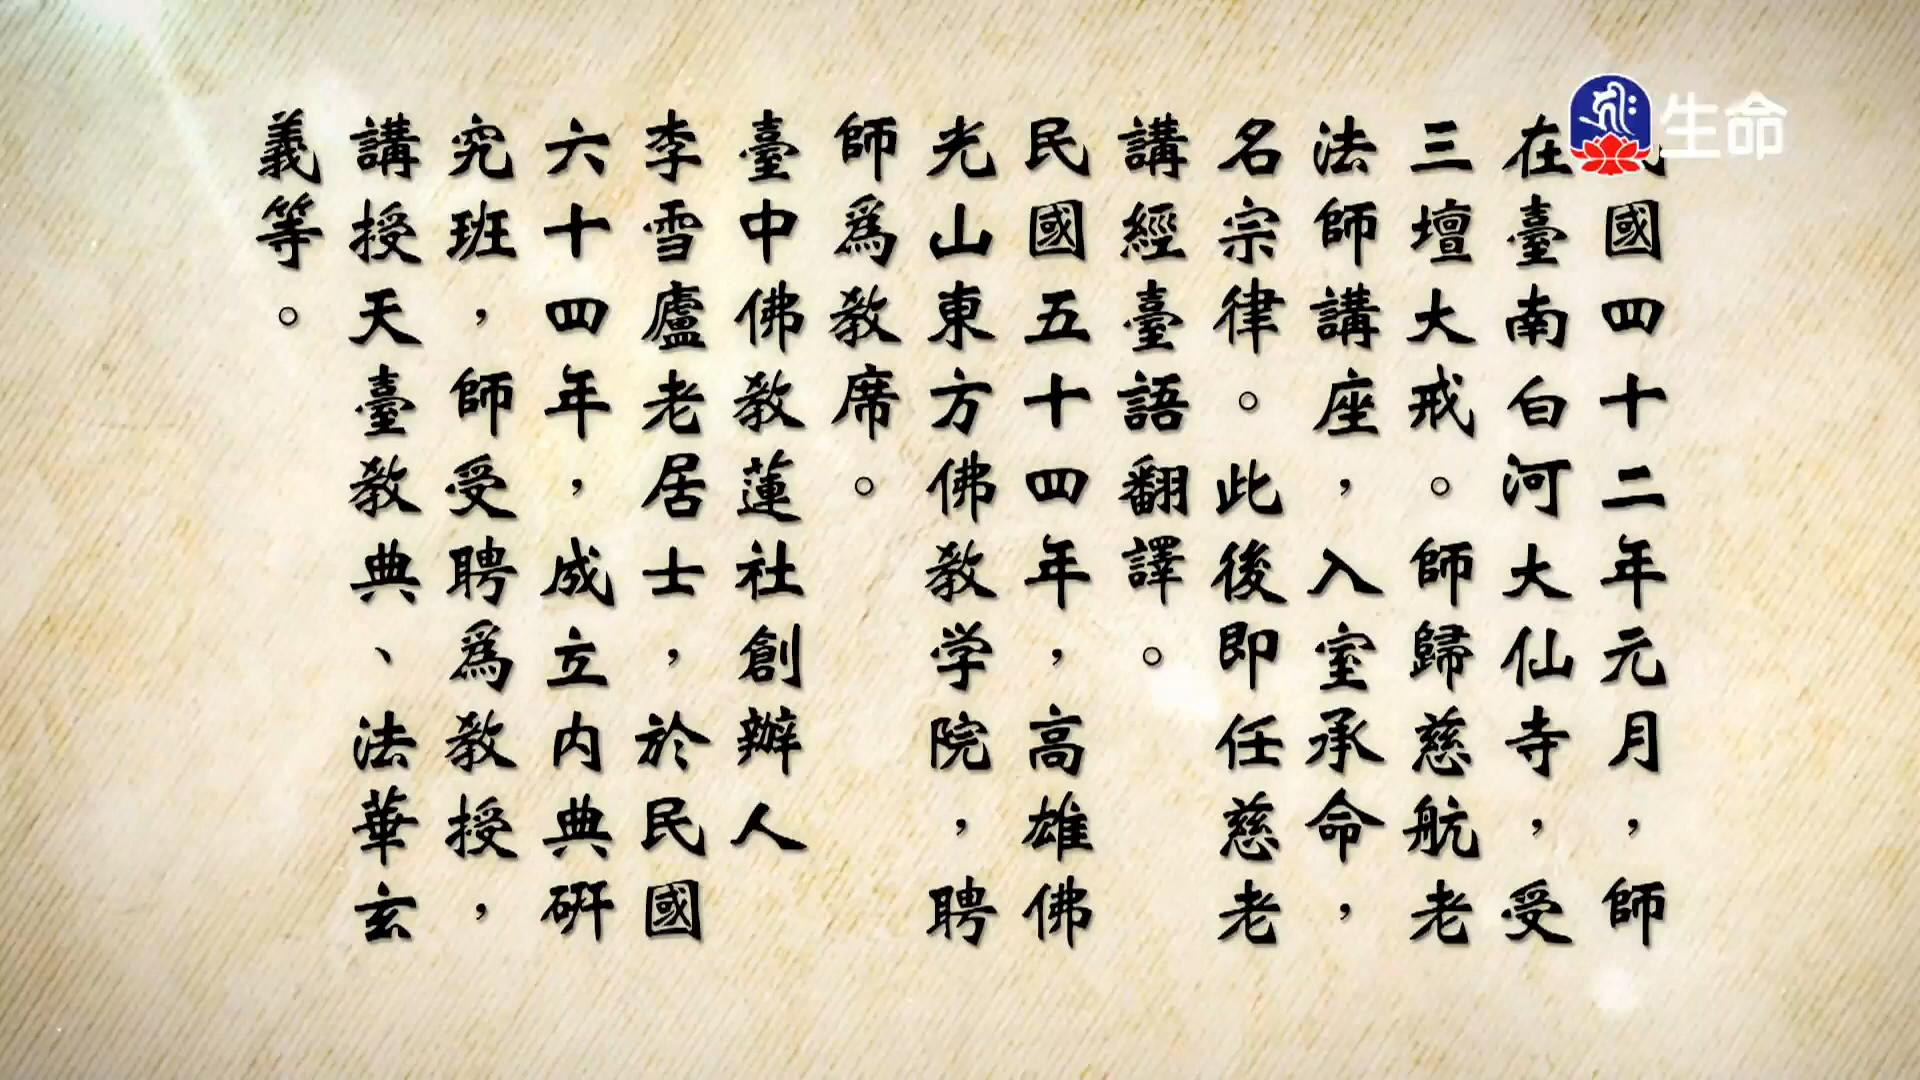 生命
國四十二年元月，師
在臺南白河大仙寺，受
三壇大戒。師歸慈航老
法師講座，入室承命，
名宗律。此後即任慈老
講經臺語翻譯。
民國五十四年，高雄佛
光山東方佛教学院，聘
師爲教席。
臺中佛教蓮社創辦人
李雪廬老居士，於民國
六十四年，成立内典研
究班，師受聘爲教授，
講授天臺教典、法華玄
義等。